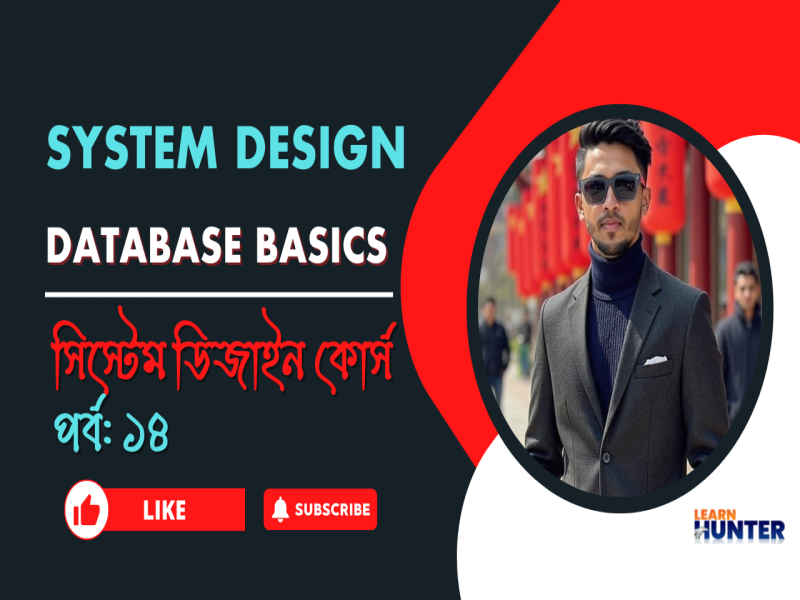 SYSTEM DESIGN
DATABASE BASICS
সিস্টেম ডিজাইন কোর্স
পর্ব: ১৪
LIKE
SUBSCRIBE
LEARN
HUNTER